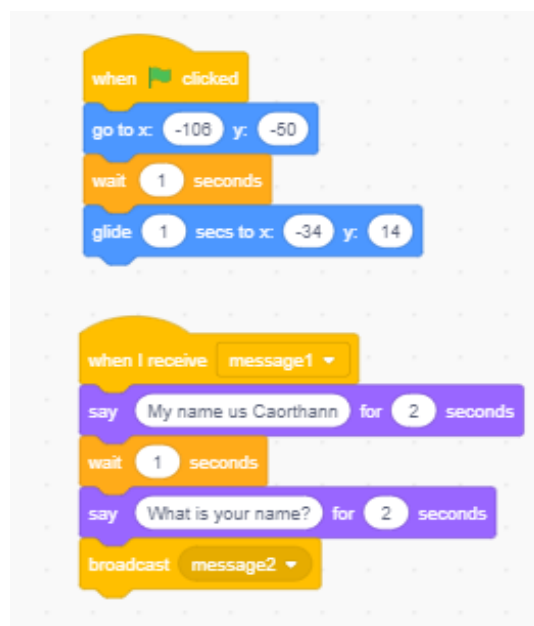 when clicked
go to x: -106 y: -50
wait 1 seconds
glide 1 secs to x: -34 y: 14
when I receive message1
say My name us Caorthann for 2 seconds
wait 1 seconds
say What is your name? for 2 seconds
broadcast message2